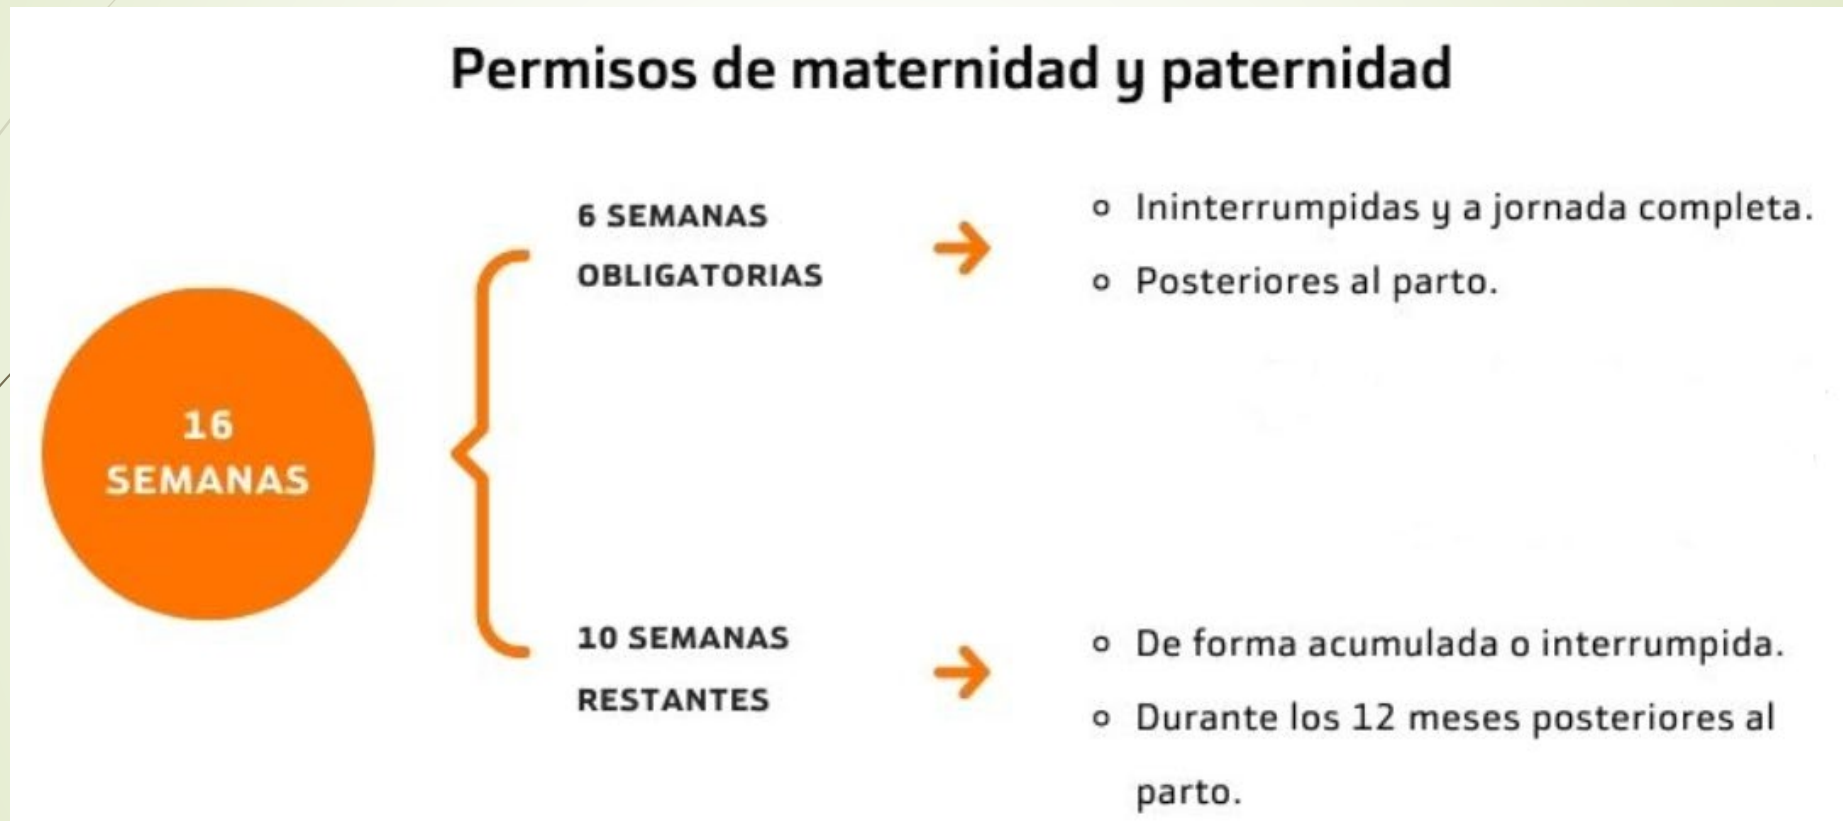 Permisos de maternidad y paternidad
16
SEMANAS
6 SEMANAS
OBLIGATORIAS
○ Ininterrumpidas y a jornada completa.
○ Posteriores al parto.
10 SEMANAS
RESTANTES
○ De forma acumulada o interrumpida.
○ Durante los 12 meses posteriores al
parto.